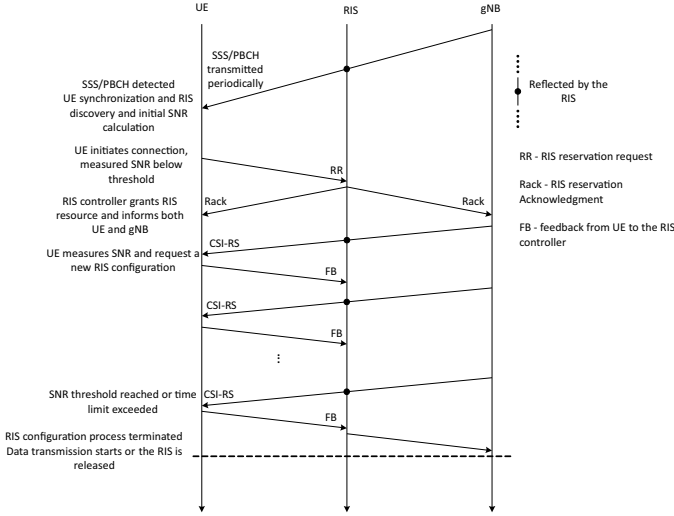 UE
RIS
gNB
SSS/PBCH
transmitted
periodically
SSS/PBCH detected
UE synchronization and RIS
discovery and initial SNR
calculation
Reflected by the
RIS
UE initiates connection,
measured SNR below
threshold
RR
RR - RIS reservation request
RIS controller grants RIS
resource and informs both
UE and gNB
Rack
Rack
Rack - RIS reservation
Acknowledgment
FB - feedback from UE to the RIS
controller
CSI-RS
UE measures SNR and request a
new RIS configuration
FB
CSI-RS
FB
SNR threshold reached or time
limit exceeded
CSI-RS
FB
RIS configuration process terminated
Data transmission starts or the RIS is
released